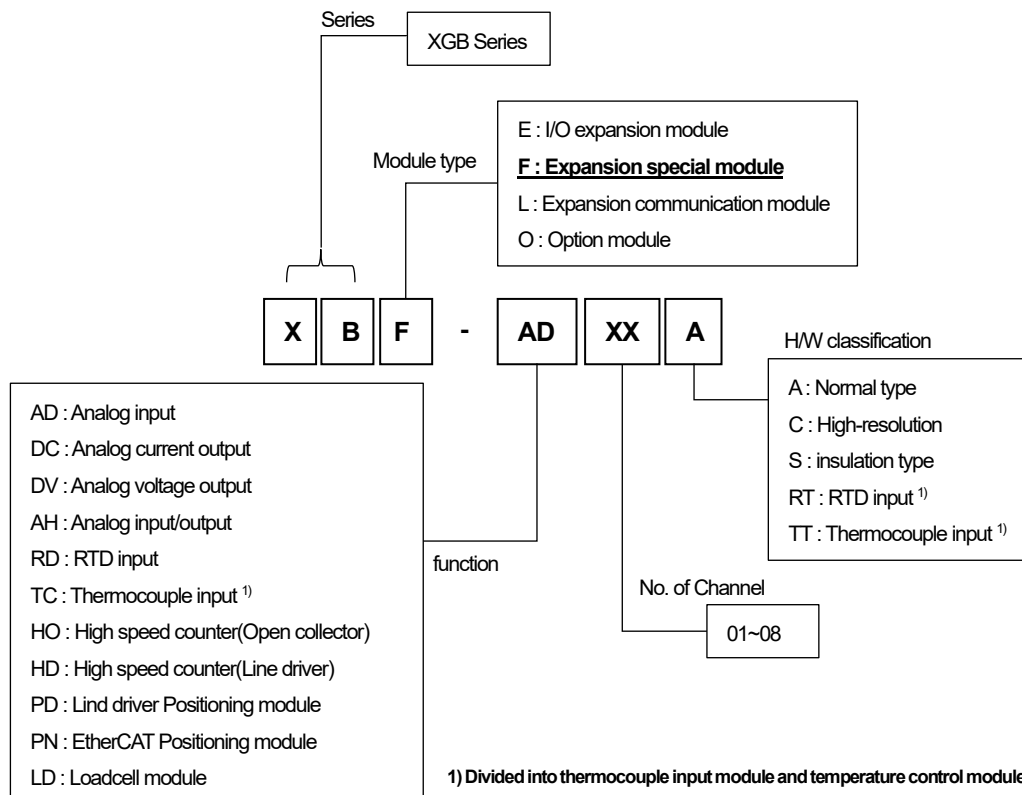 Series
XGB Series
Module type
E : I/O expansion module
F : Expansion special module
L : Expansion communication module
O : Option module
X B F - AD XX A
H/W classification
A : Normal type
C : High-resolution
S : insulation type
RT : RTD input 1)
TT : Thermocouple input 1)
AD : Analog input
DC : Analog current output
DV : Analog voltage output
AH : Analog input/output
RD : RTD input
TC : Thermocouple input 1)
HO : High speed counter(Open collector)
HD : High speed counter(Line driver)
PD : Lind driver Positioning module
PN : EtherCAT Positioning module
LD : Loadcell module
function
No. of Channel
01~08
1) Divided into thermocouple input module and temperature control module